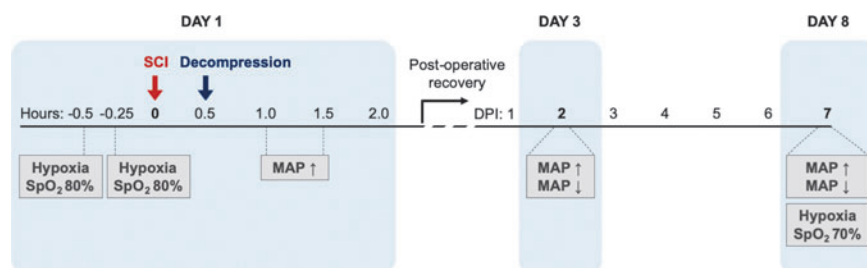 DAY 1
DAY 3
DAY 8
SCI
Decompression
Post-operative
recovery
Hours: -0.5 -0.25 0 0.5 1.0 1.5 2.0
DPI: 1 2 3 4 5 6 7
Hypoxia
SpO₂ 80%
Hypoxia
SpO₂ 80%
MAP ↑
MAP ↑
MAP ↓
MAP ↑
MAP ↓
Hypoxia
SpO₂ 70%